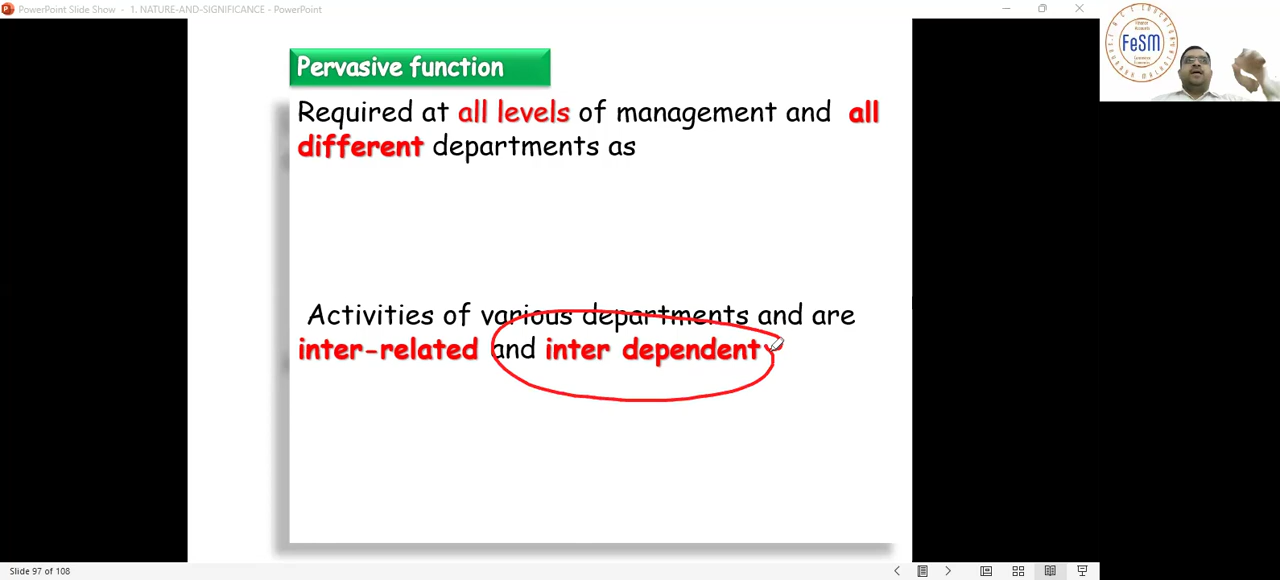 PowerPoint Slide Show - 1. NATURE-AND-SIGNIFICANCE - PowerPoint
FeSM
Pervasive function
Required at all levels of management and all
different departments as
Activities of various departments and are
inter-related and inter dependent
Slide 97 of 108